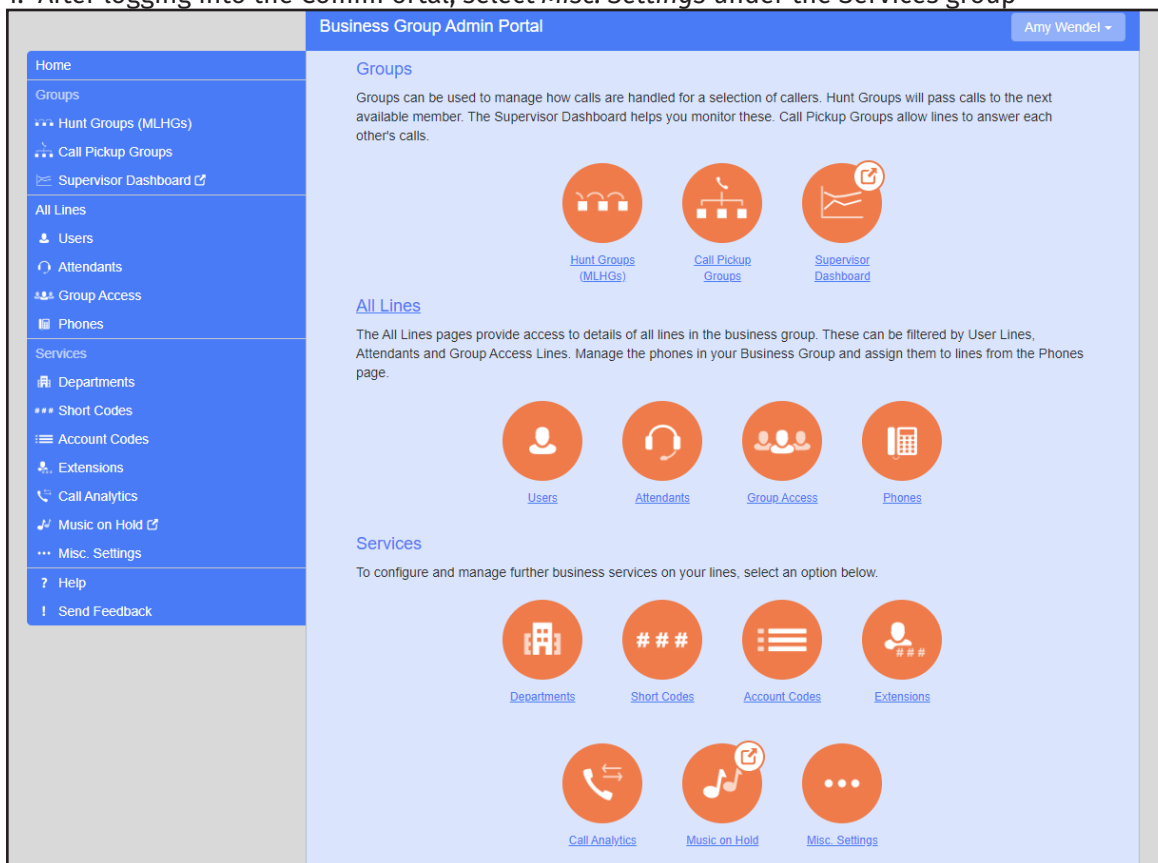 1. After logging into the CommPortal, select Misc. Settings under the Services group
Business Group Admin Portal
Amy Wendel
Home
Groups
Hunt Groups (MLHGs)
Call Pickup Groups
Supervisor Dashboard
All Lines
Users
Attendants
Group Access
Phones
Services
Departments
### Short Codes
Account Codes
Extensions
Call Analytics
Music on Hold
Misc. Settings
? Help
! Send Feedback
Groups
Groups can be used to manage how calls are handled for a selection of callers. Hunt Groups will pass calls to the next
available member. The Supervisor Dashboard helps you monitor these. Call Pickup Groups allow lines to answer each
other's calls.
Hunt Groups
(MLHGs)
Call Pickup
Groups
Supervisor
Dashboard
All Lines
The All Lines pages provide access to details of all lines in the business group. These can be filtered by User Lines,
Attendants and Group Access Lines. Manage the phones in your Business Group and assign them to lines from the Phones
page.
Users
Attendants
Group Access
Phones
Services
To configure and manage further business services on your lines, select an option below.
###
###
Departments
Short Codes
Account Codes
Extensions
Call Analytics
Music on Hold
Misc. Settings